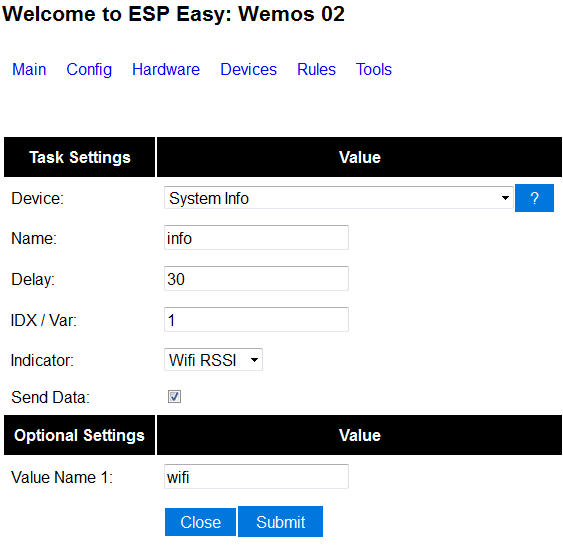 Welcome to ESP Easy: Wemos 02
Main Config Hardware Devices Rules Tools
Task Settings Value
Device: System Info ?
Name: info
Delay: 30
IDX / Var: 1
Indicator: Wifi RSSI
Send Data:
Optional Settings Value
Value Name 1: wifi
Close Submit